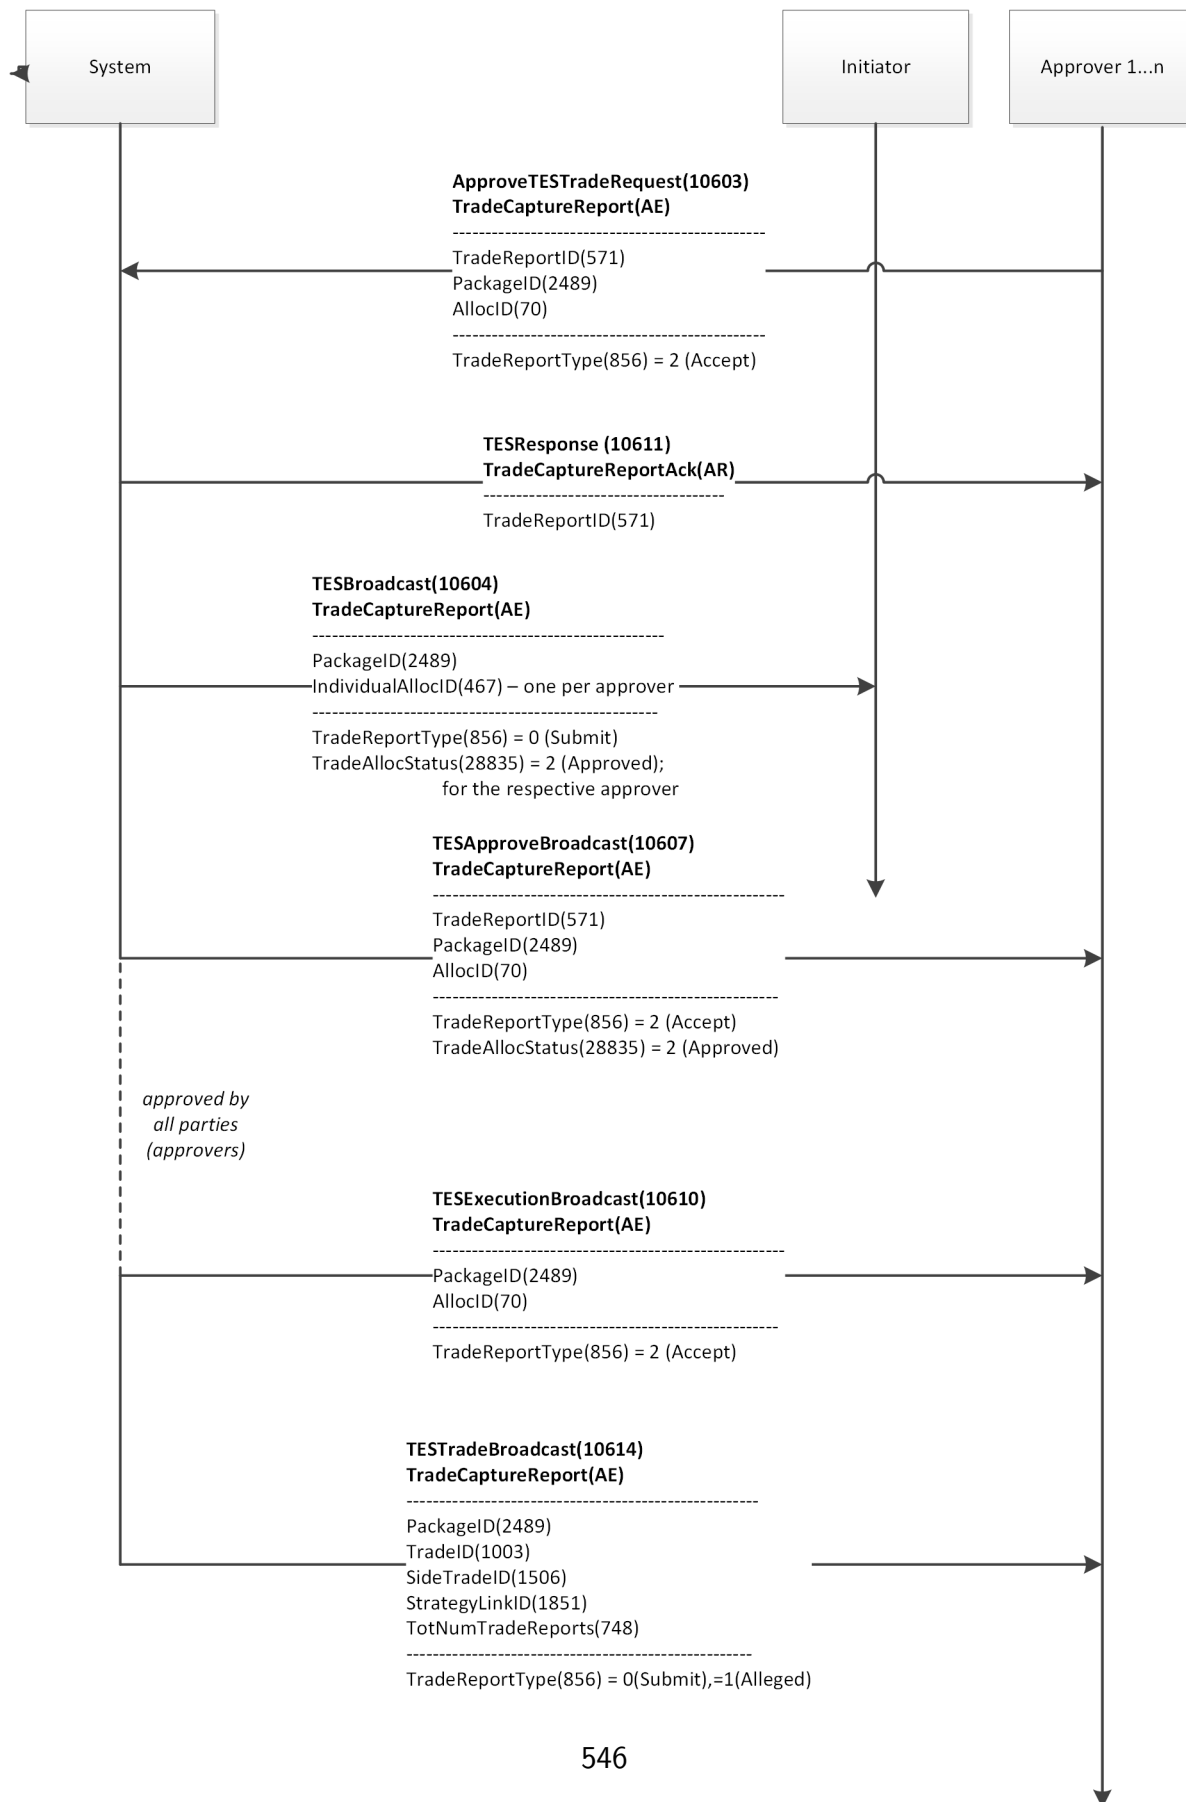 System
Initiator
Approver 1...n
ApproveTESTradeRequest(10603)
TradeCaptureReport(AE)
------------------------------------------------
TradeReportID(571)
PackageID(2489)
AllocID(70)
------------------------------------------------
TradeReportType(856) = 2 (Accept)
TESResponse (10611)
TradeCaptureReportAck(AR)
-------------------------------------
TradeReportID(571)
TESBroadcast(10604)
TradeCaptureReport(AE)
------------------------------------------------------
PackageID(2489)
IndividualAllocID(467) – one per approver
-----------------------------------------------------
TradeReportType(856) = 0 (Submit)
TradeAllocStatus(28835) = 2 (Approved);
for the respective approver
TESApproveBroadcast(10607)
TradeCaptureReport(AE)
------------------------------------------------------
TradeReportID(571)
PackageID(2489)
AllocID(70)
-----------------------------------------------------
TradeReportType(856) = 2 (Accept)
TradeAllocStatus(28835) = 2 (Approved)
approved by
all parties
(approvers)
TESExecutionBroadcast(10610)
TradeCaptureReport(AE)
------------------------------------------------------
PackageID(2489)
AllocID(70)
-----------------------------------------------------
TradeReportType(856) = 2 (Accept)
TESTradeBroadcast(10614)
TradeCaptureReport(AE)
------------------------------------------------------
PackageID(2489)
TradeID(1003)
SideTradeID(1506)
StrategyLinkID(1851)
TotNumTradeReports(748)
-----------------------------------------------------
TradeReportType(856) = 0(Submit),=1(Alleged)
546